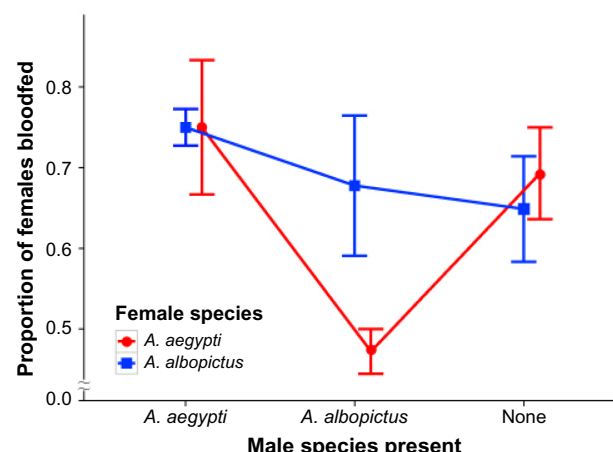 Proportion of females bloodfed
0.8
0.7
0.6
0.5
0.0
Female species
A. aegypti
A. albopictus
A. aegypti
A. albopictus
None
Male species present